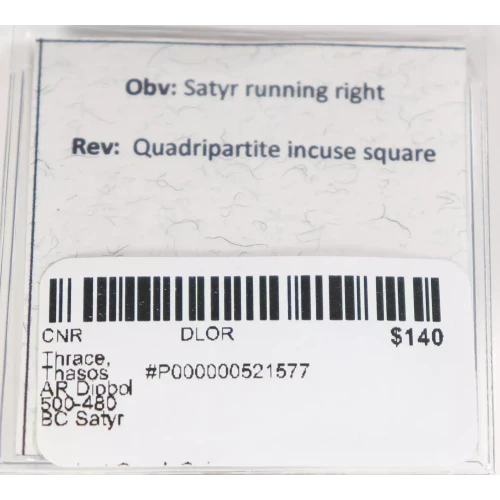 Obv: Satyr running right
Rev: Quadripartite incuse square
CNR DLOR $140
Thrace,
Thasos #P000000521577
AR Diobol
500-480
BC Satyr